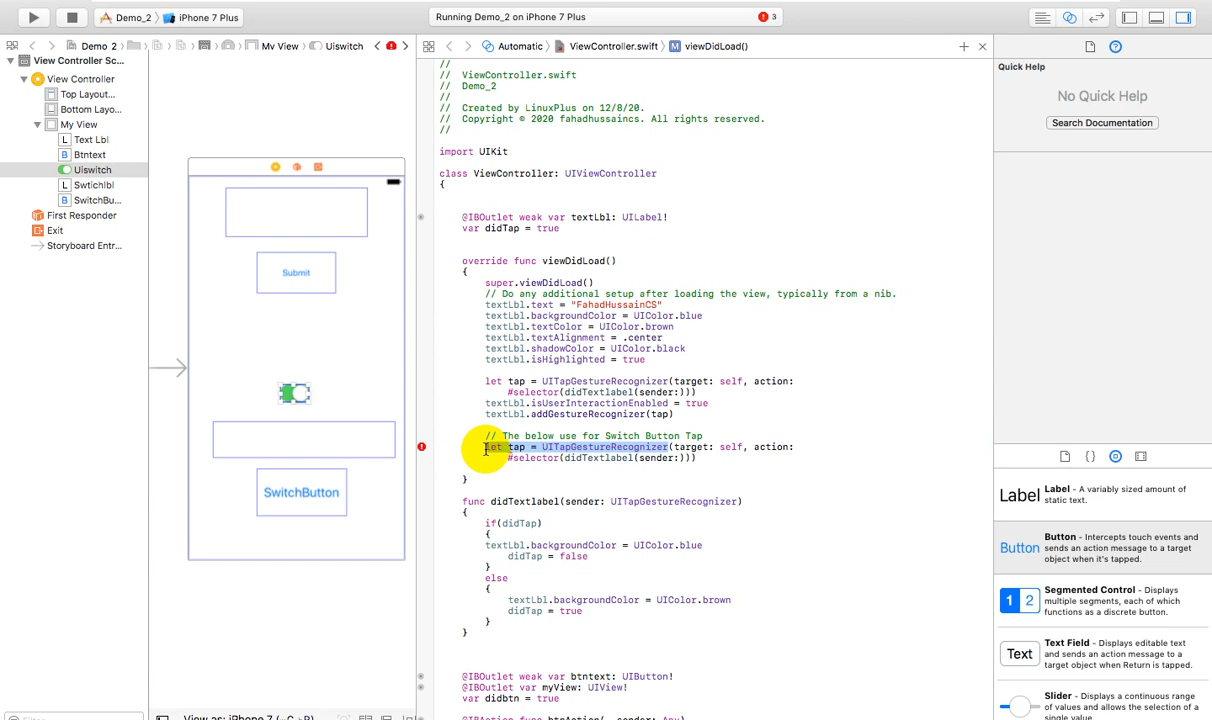 Demo_2 〉 iPhone 7 Plus
Running Demo_2 on iPhone 7 Plus
3
Demo 2
My View
UIswitch
Automatic
ViewController.swift
M
viewDidLoad()
View Controller Sc...
View Controller
Top Layout...
Bottom Layo...
My View
L Text Lbl
B Btntext
UIswitch
L Swtichlbl
B SwitchBu...
First Responder
Exit
Storyboard Entr...
Submit
SwitchButton
View as: iPhone 7 (
//
// ViewController.swift
// Demo_2
//
// Created by LinuxPlus on 12/8/20.
// Copyright © 2020 fahadhussaincs. All rights reserved.
//
import UIKit
class ViewController: UIViewController
{
@IBOutlet weak var textLbl: UILabel!
var didTap = true
override func viewDidLoad()
{
super.viewDidLoad()
// Do any additional setup after loading the view, typically from a nib.
textLbl.text = "FahadHussainCS"
textLbl.backgroundColor = UIColor.blue
textLbl.textColor = UIColor.brown
textLbl.textAlignment = .center
textLbl.shadowColor = UIColor.black
textLbl.isHighlighted = true
let tap = UITapGestureRecognizer(target: self, action:
#selector(didTextlabel(sender:)))
textLbl.isUserInteractionEnabled = true
textLbl.addGestureRecognizer(tap)
// The below use for Switch Button Tap
let tap = UITapGestureRecognizer(target: self, action:
#selector(didTextlabel(sender:)))
}
func didTextlabel(sender: UITapGestureRecognizer)
{
if(didTap)
{
textLbl.backgroundColor = UIColor.blue
didTap = false
}
else
{
textLbl.backgroundColor = UIColor.brown
didTap = true
}
}
@IBOutlet weak var btntext: UIButton!
@IBOutlet var myView: UIView!
var didbtn = true
@IBAction func btnAction(_ sender: Any)
Quick Help
No Quick Help
Search Documentation
{ }
Label
Label - A variably sized amount of
static text.
Button
Button - Intercepts touch events and
sends an action message to a target
object when it's tapped.
1 2
Segmented Control - Displays
multiple segments, each of which
functions as a discrete button.
Text
Text Field - Displays editable text
and sends an action message to a
target object when Return is tapped.
Slider - Displays a continuous range
of values and allows the selection of
a single value